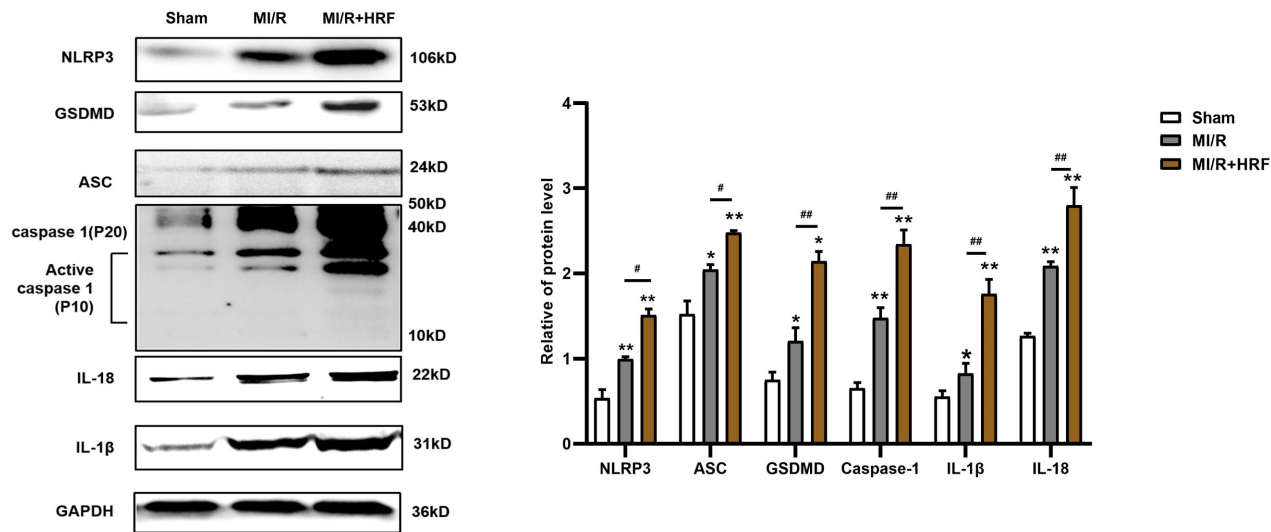 Sham MI/R MI/R+HRF
NLRP3 106kD
GSDMD 53kD
ASC 24kD
50kD
caspase 1(P20) 40kD
Active
caspase 1
(P10)
10kD
IL-18 22kD
IL-1β 31kD
GAPDH 36kD
Relative of protein level
4
3
2
1
0
# # ## ## ## ##
** ** * ** * * ** ** * ** ** **
NLRP3 ASC GSDMD Caspase-1 IL-1β IL-18
Sham
MI/R
MI/R+HRF